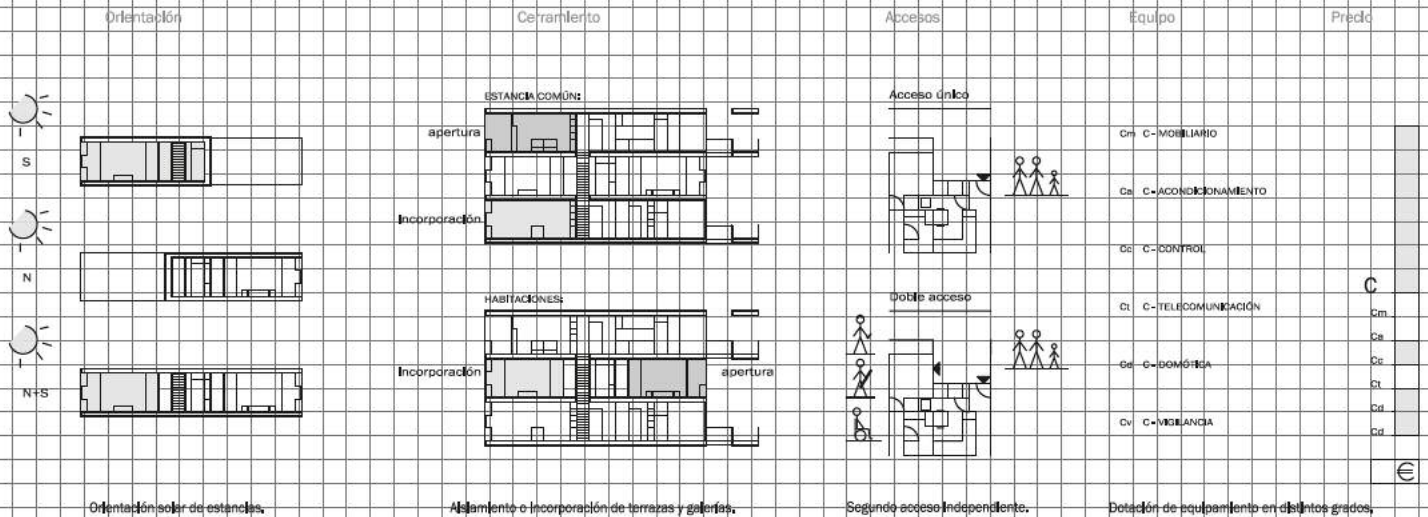 Orientación
Cerramiento
Accesos
Equipo
Precio
S
N
N+S
Orientación solar de estancias.
ESTANCIA COMÚN:
apertura
Incorporación
HABITACIONES:
Incorporación
apertura
Aislamiento o incorporación de terrazas y galerías.
Acceso único
Doble acceso
Segundo acceso independiente.
Cm C - MOBILIARIO
Ca C - ACONDICIONAMIENTO
Cc C - CONTROL
Ct C - TELECOMUNICACIÓN
Cd C - DOMÓTICA
Cv C - VIGILANCIA
Dotación de equipamiento en distintos grados.
C
Cm
Ca
Cc
Ct
Cd
Cd
€